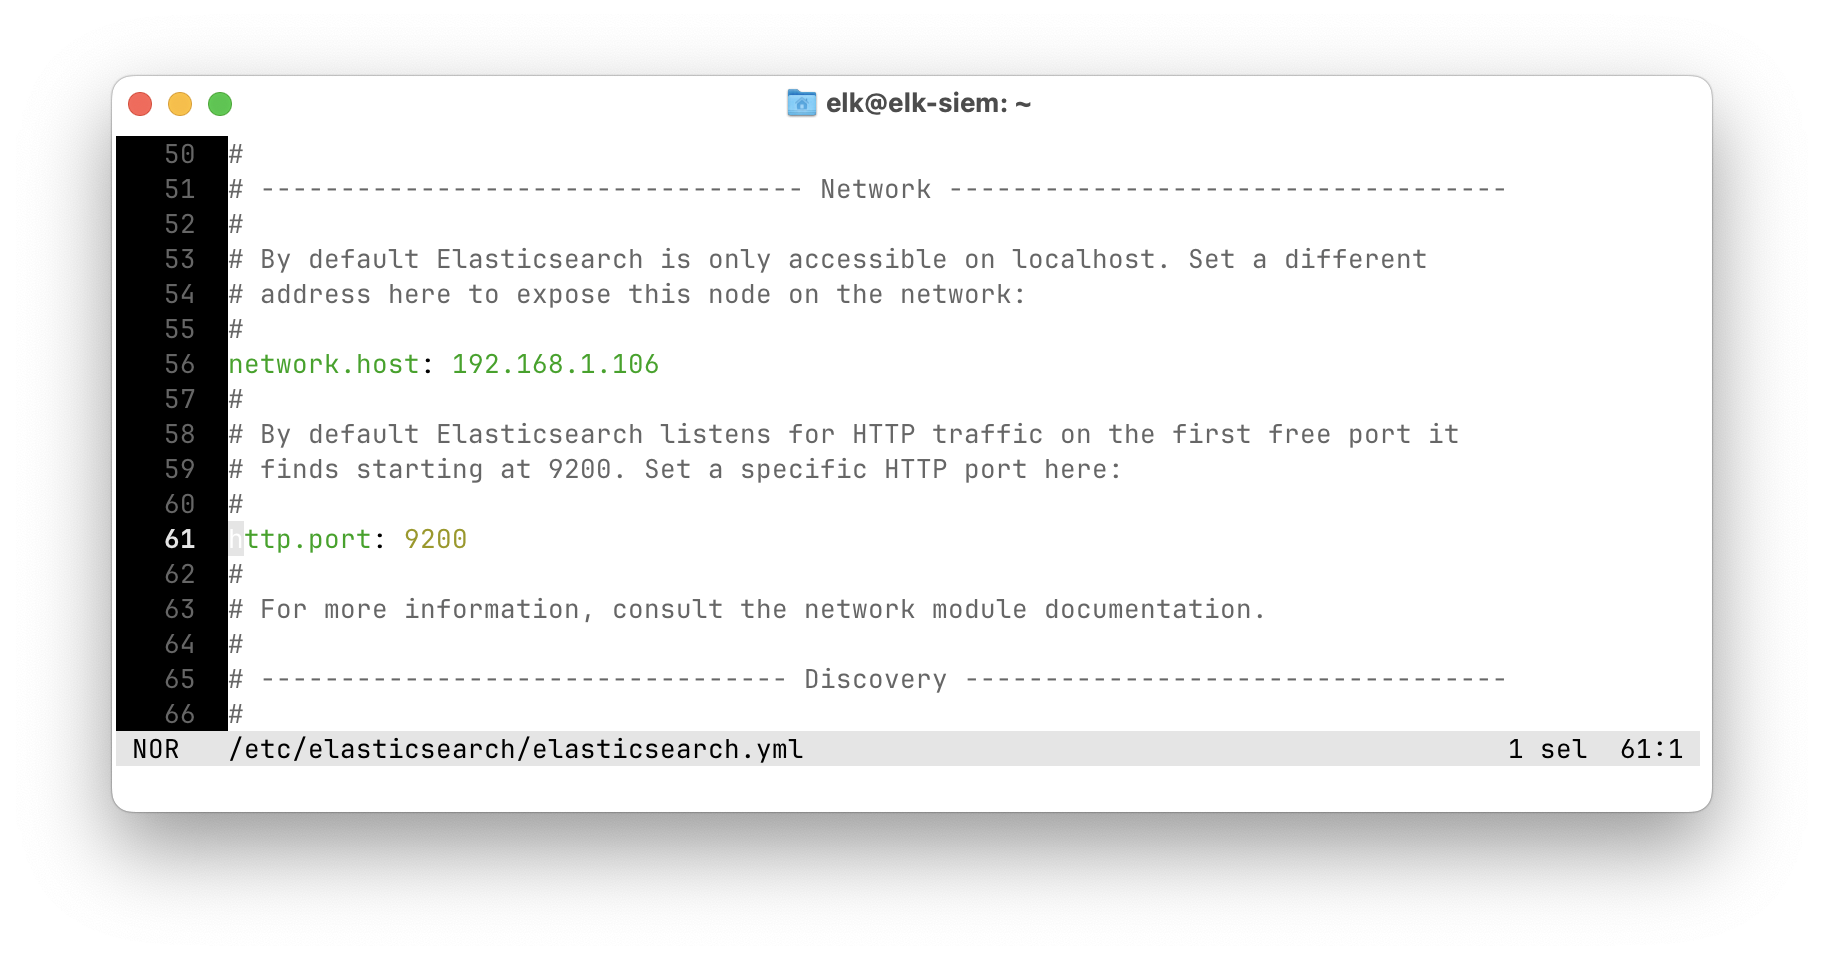 elk@elk-siem: ~
50 #
51 # ---------------------------------- Network -----------------------------------
52 #
53 # By default Elasticsearch is only accessible on localhost. Set a different
54 # address here to expose this node on the network:
55 #
56 network.host: 192.168.1.106
57 #
58 # By default Elasticsearch listens for HTTP traffic on the first free port it
59 # finds starting at 9200. Set a specific HTTP port here:
60 #
61 http.port: 9200
62 #
63 # For more information, consult the network module documentation.
64 #
65 # --------------------------------- Discovery ----------------------------------
66 #
NOR /etc/elasticsearch/elasticsearch.yml 1 sel 61:1